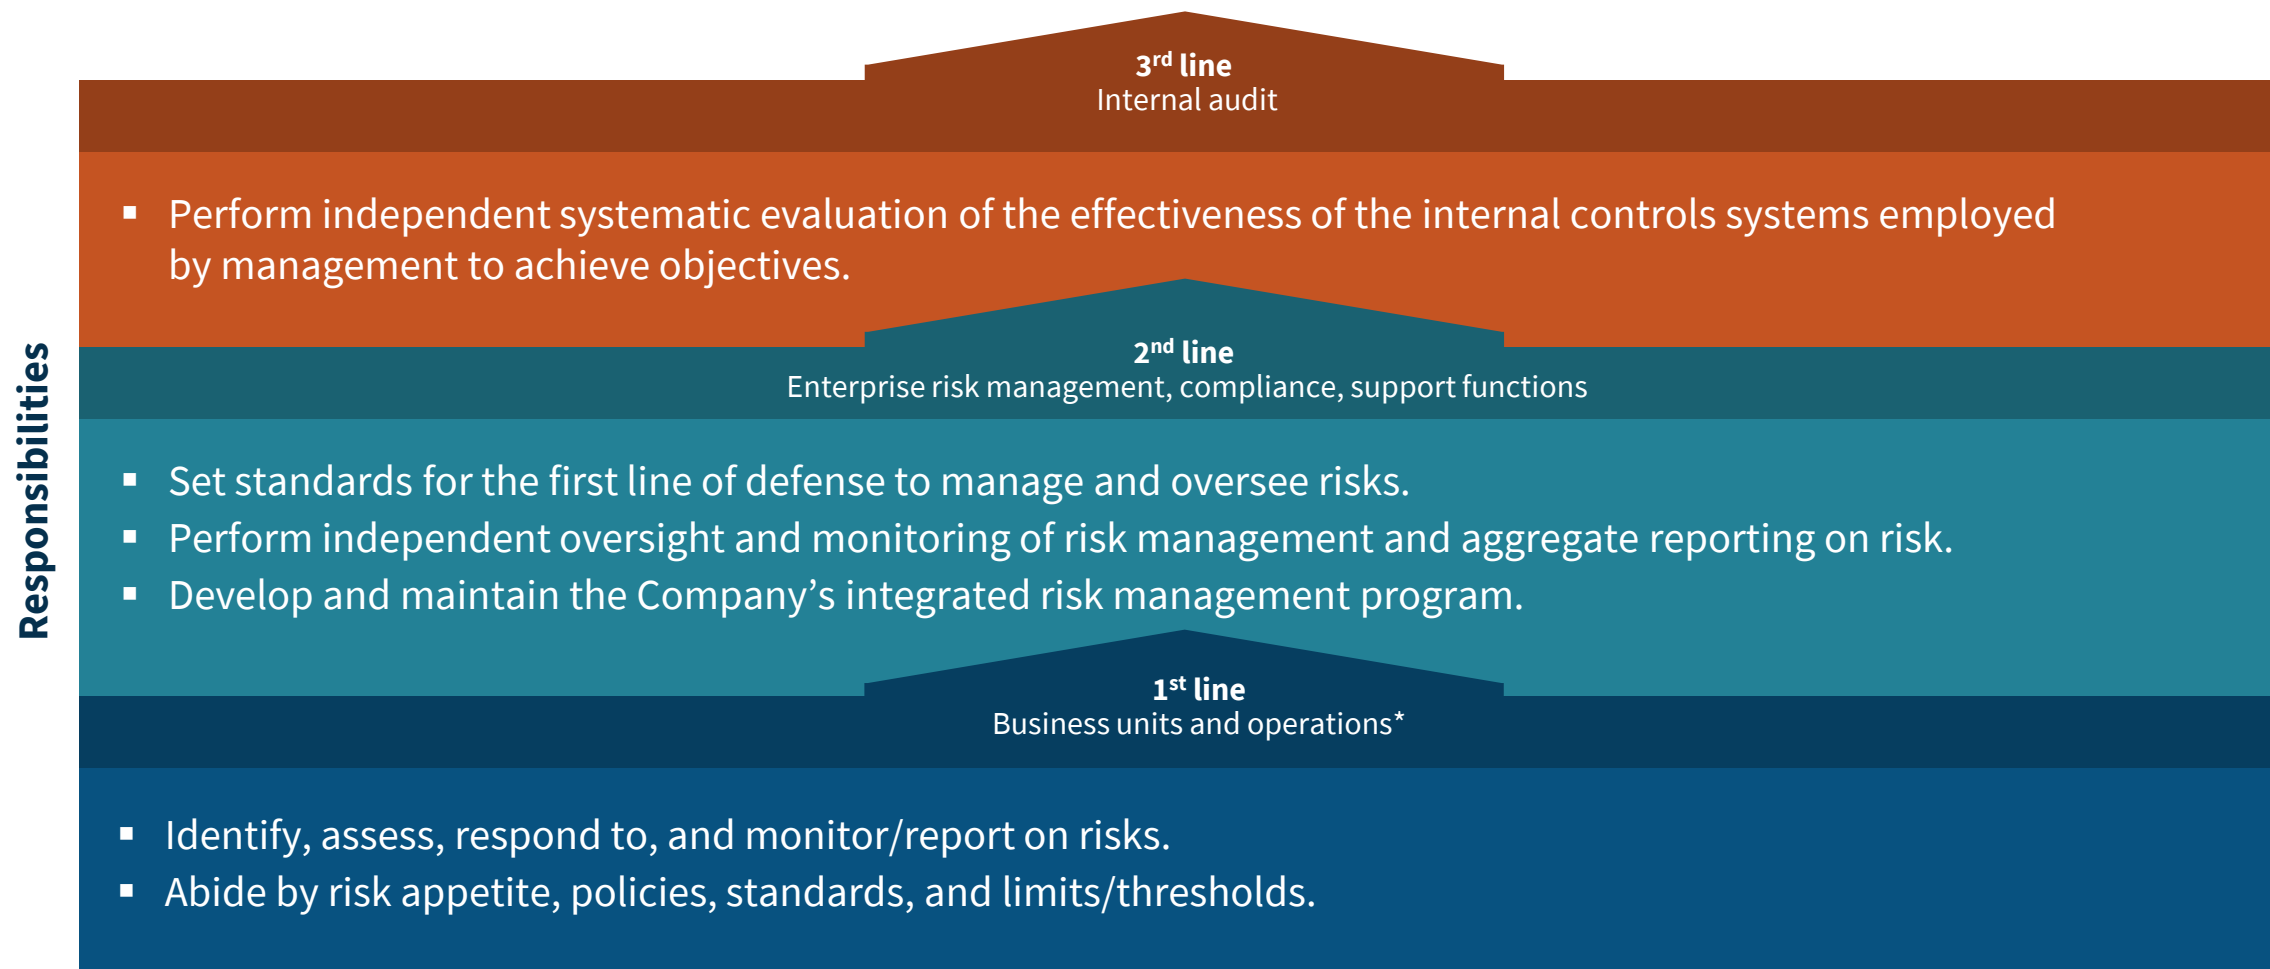 3rd line
Internal audit
▪ Perform independent systematic evaluation of the effectiveness of the internal controls systems employed
by management to achieve objectives.
Responsibilities
2nd line
Enterprise risk management, compliance, support functions
▪ Set standards for the first line of defense to manage and oversee risks.
▪ Perform independent oversight and monitoring of risk management and aggregate reporting on risk.
▪ Develop and maintain the Company’s integrated risk management program.
1st line
Business units and operations*
▪ Identify, assess, respond to, and monitor/report on risks.
▪ Abide by risk appetite, policies, standards, and limits/thresholds.